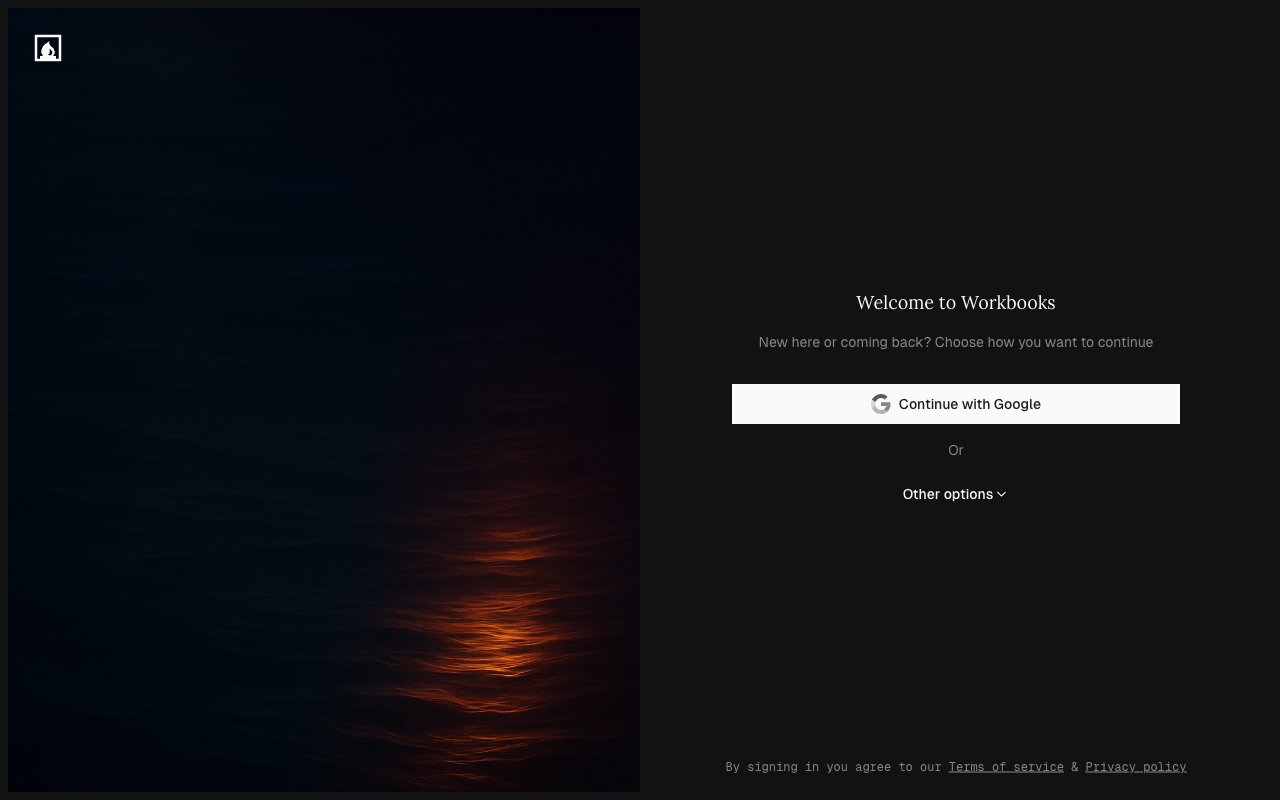 Welcome to Workbooks
New here or coming back? Choose how you want to continue
Continue with Google
Or
Other options
By signing in you agree to our Terms of service & Privacy policy